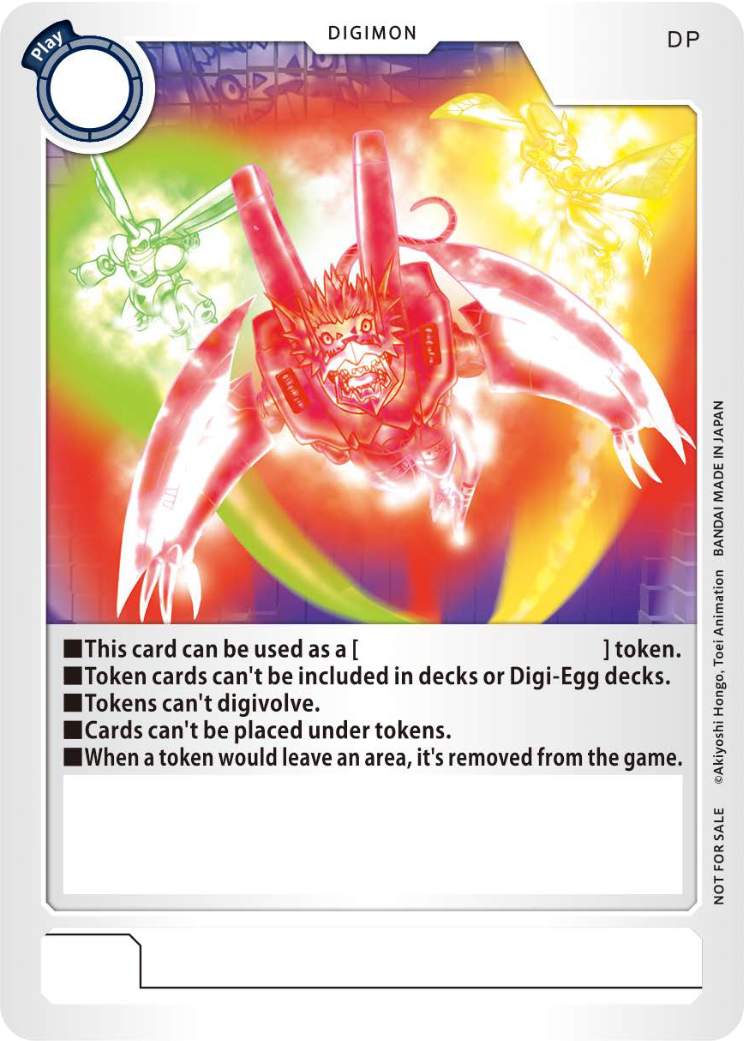 Play
DIGIMON
DP
■This card can be used as a [ ] token.
■Token cards can't be included in decks or Digi-Egg decks.
■Tokens can't digivolve.
■Cards can't be placed under tokens.
■When a token would leave an area, it's removed from the game.
NOT FOR SALE ©Akiyoshi Hongo, Toei Animation BANDAI MADE IN JAPAN